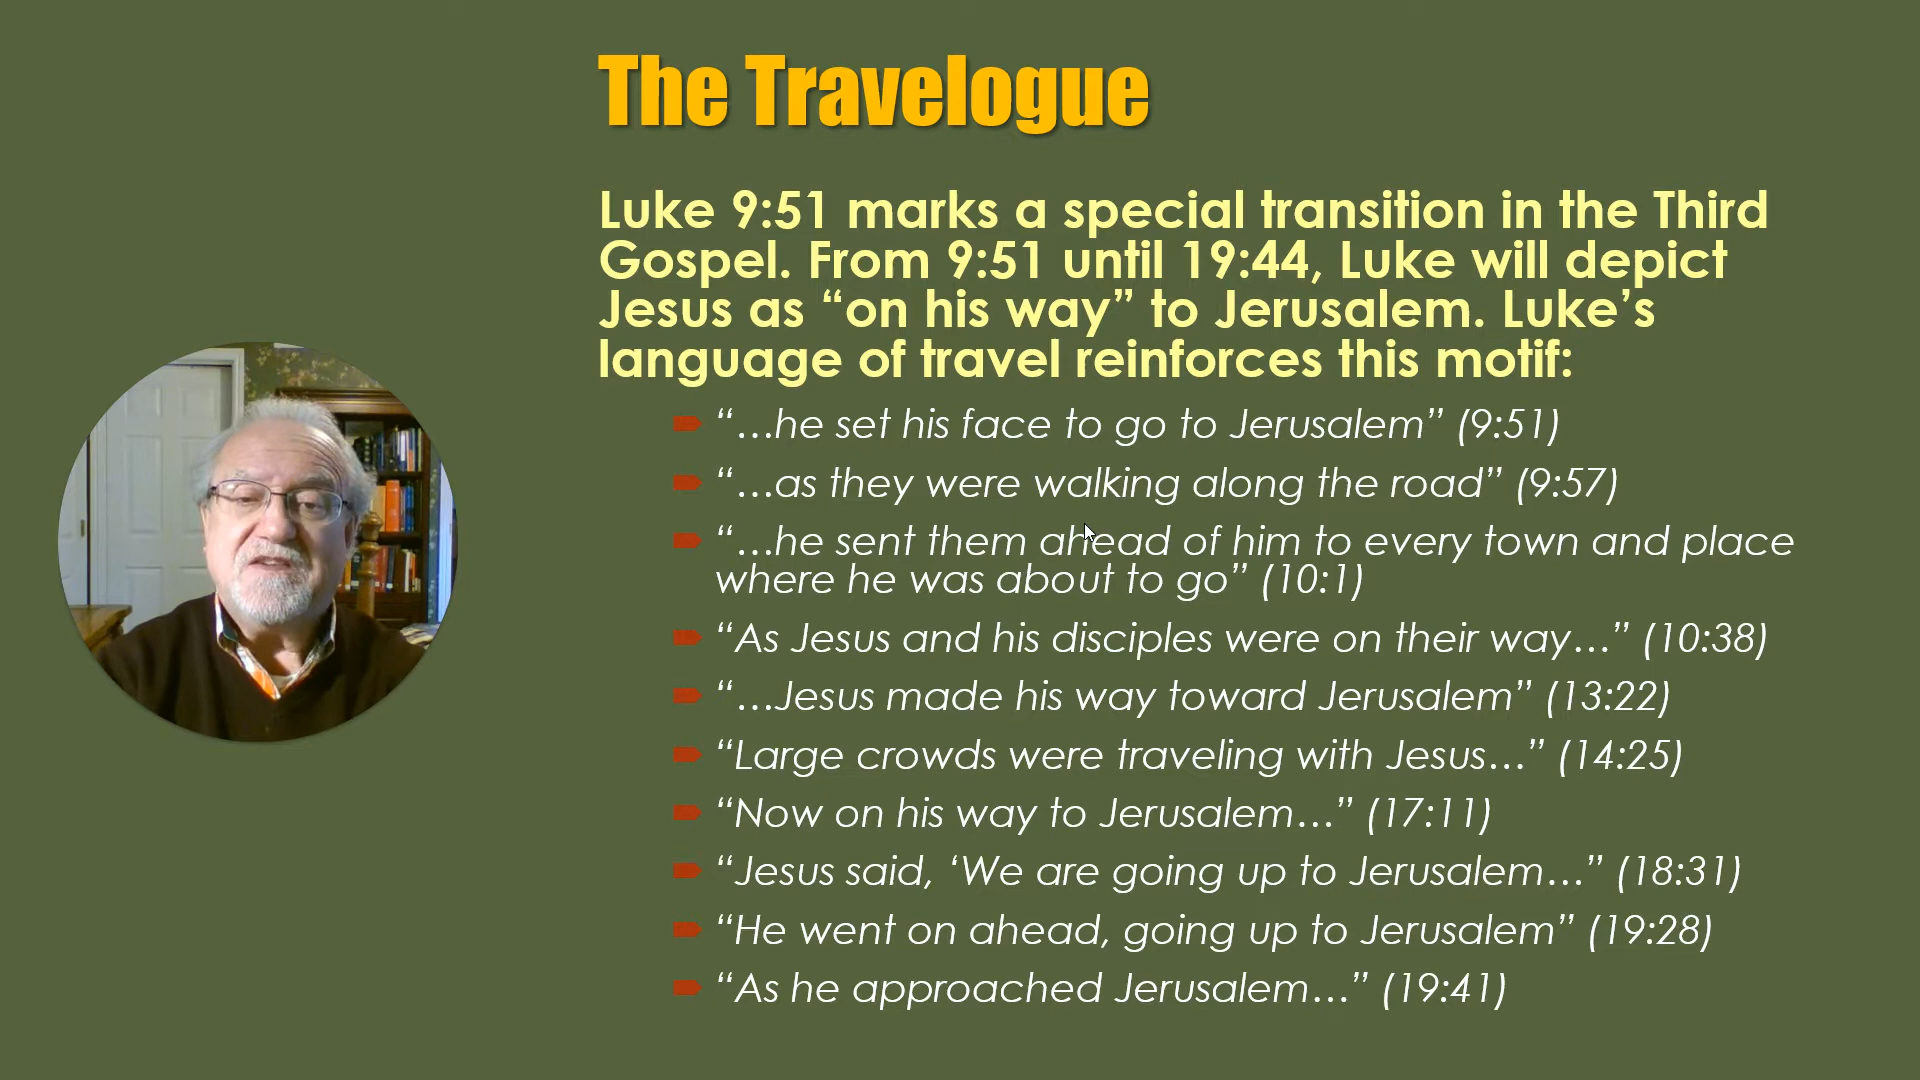 The Travelogue
Luke 9:51 marks a special transition in the Third
Gospel. From 9:51 until 19:44, Luke will depict
Jesus as “on his way” to Jerusalem. Luke’s
language of travel reinforces this motif:
“…he set his face to go to Jerusalem” (9:51)
“…as they were walking along the road” (9:57)
“…he sent them ahead of him to every town and place
where he was about to go” (10:1)
“As Jesus and his disciples were on their way…” (10:38)
“…Jesus made his way toward Jerusalem” (13:22)
“Large crowds were traveling with Jesus…” (14:25)
“Now on his way to Jerusalem…” (17:11)
“Jesus said, ‘We are going up to Jerusalem…” (18:31)
“He went on ahead, going up to Jerusalem” (19:28)
“As he approached Jerusalem…” (19:41)